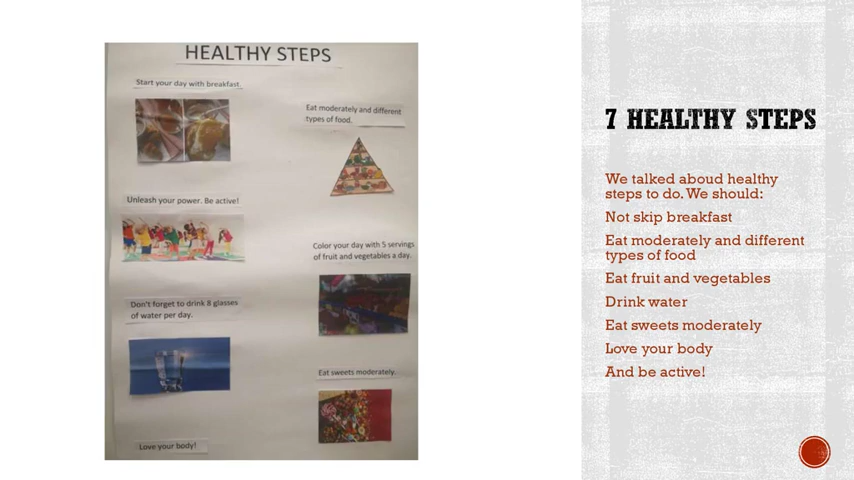 HEALTHY STEPS
Start your day with breakfast.
Eat moderately and different
types of food.
Unleash your power. Be active!
Color your day with 5 servings
of fruit and vegetables a day.
Don't forget to drink 8 glasses
of water per day.
Eat sweets moderately.
Love your body!
7 HEALTHY STEPS
We talked aboud healthy
steps to do. We should:
Not skip breakfast
Eat moderately and different
types of food
Eat fruit and vegetables
Drink water
Eat sweets moderately
Love your body
And be active!